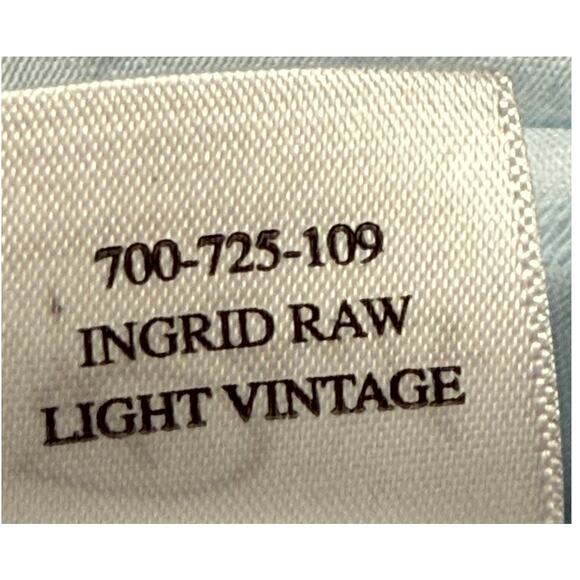 700-725-109
INGRID RAW
LIGHT VINTAGE